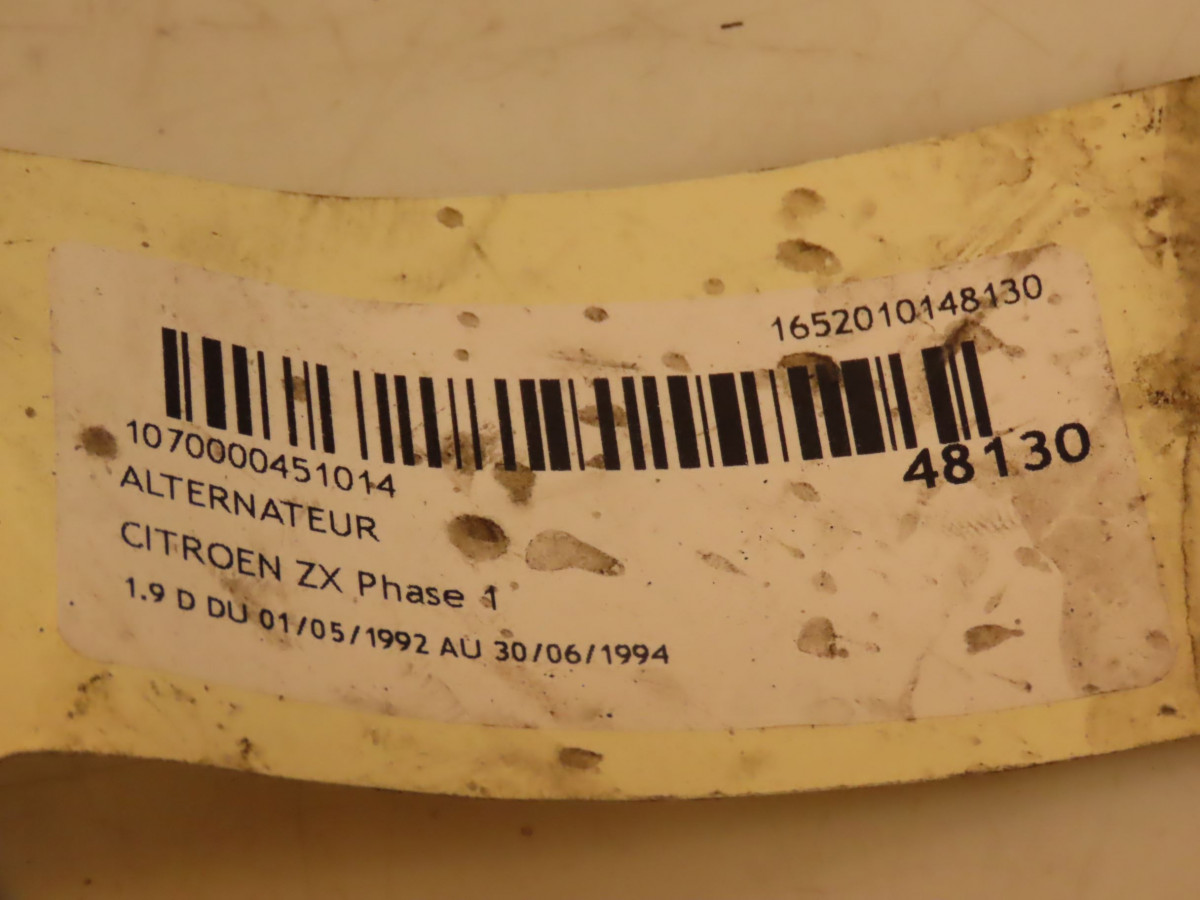 1652010148130
1070000451014
48130
ALTERNATEUR
CITROEN ZX Phase 1
1.9 D DU 01/05/1992 AU 30/06/1994